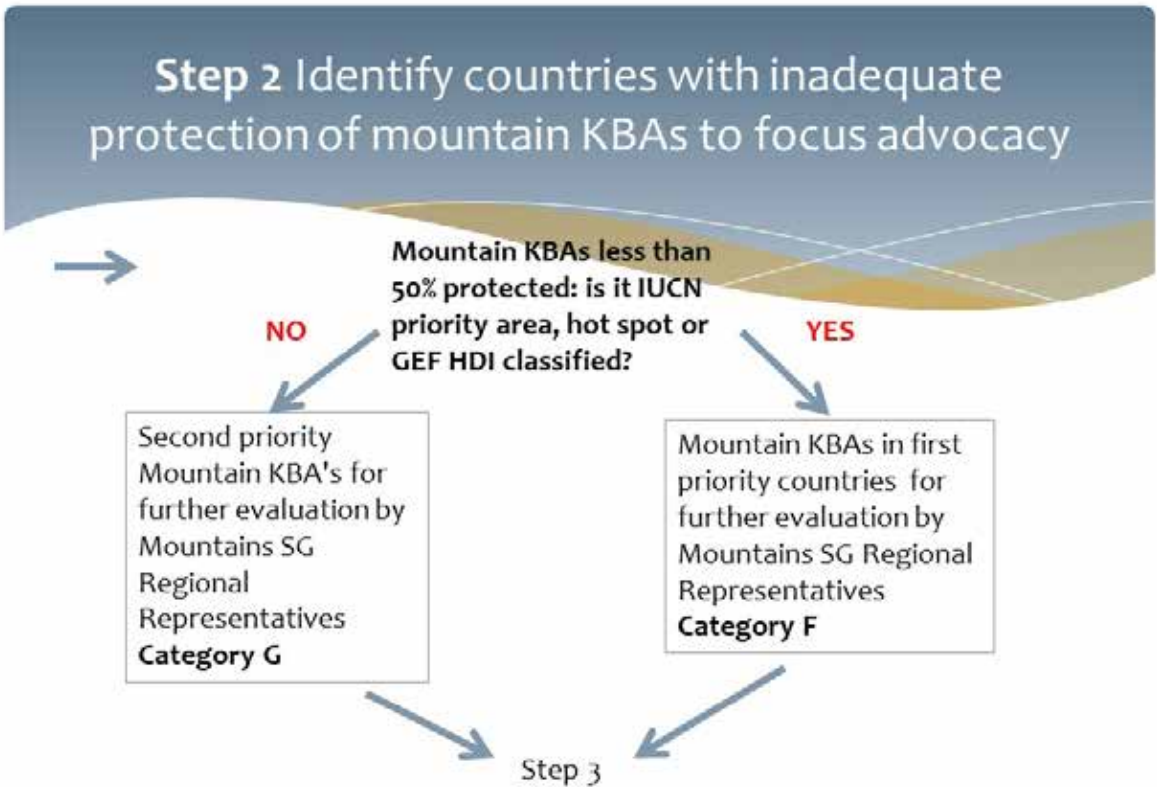 Step 2 Identify countries with inadequate
protection of mountain KBAs to focus advocacy
Mountain KBAs less than
50% protected: is it IUCN
priority area, hot spot or
GEF HDI classified?
NO
YES
Second priority
Mountain KBA's for
further evaluation by
Mountains SG
Regional
Representatives
Category G
Mountain KBAs in first
priority countries for
further evaluation by
Mountains SG Regional
Representatives
Category F
Step 3